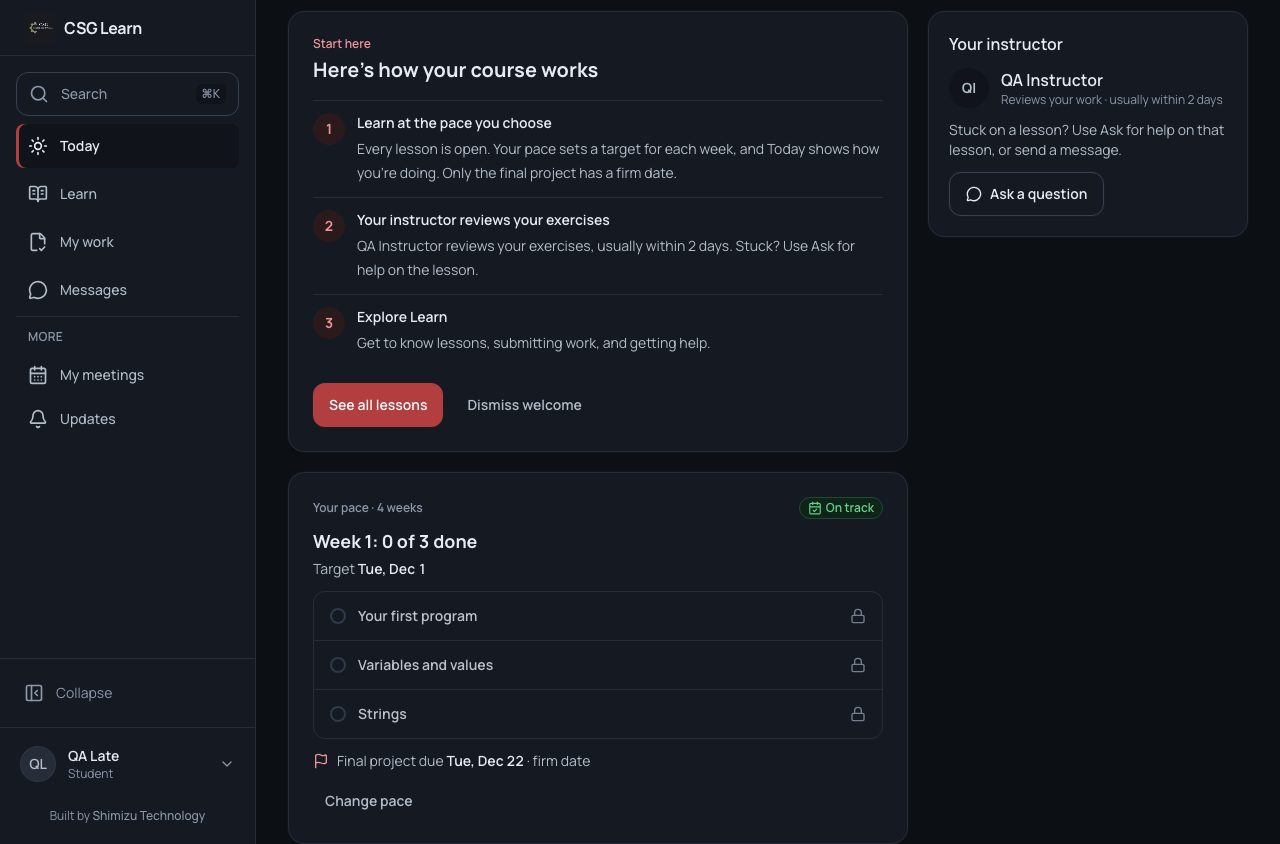 CSG Learn
Search
⌘K
Today
Learn
My work
Messages
MORE
My meetings
Updates
Collapse
QL
QA Late
Student
Built by Shimizu Technology
Start here
Here's how your course works
1
Learn at the pace you choose
Every lesson is open. Your pace sets a target for each week, and Today shows how
you're doing. Only the final project has a firm date.
2
Your instructor reviews your exercises
QA Instructor reviews your exercises, usually within 2 days. Stuck? Use Ask for
help on the lesson.
3
Explore Learn
Get to know lessons, submitting work, and getting help.
See all lessons
Dismiss welcome
Your pace · 4 weeks
On track
Week 1: 0 of 3 done
Target Tue, Dec 1
Your first program
Variables and values
Strings
Final project due Tue, Dec 22 · firm date
Change pace
Your instructor
QI
QA Instructor
Reviews your work · usually within 2 days
Stuck on a lesson? Use Ask for help on that
lesson, or send a message.
Ask a question